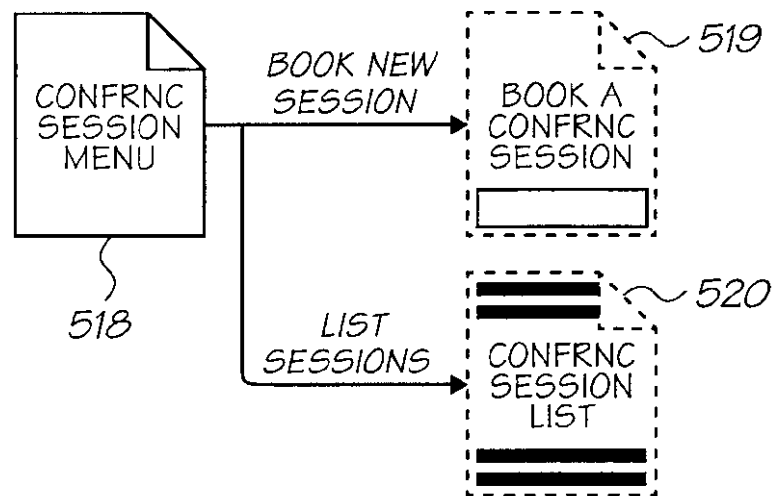 CONFRNC
SESSION
MENU
518
BOOK NEW
SESSION
BOOK A
CONFRNC
SESSION
519
LIST
SESSIONS
CONFRNC
SESSION
LIST
520